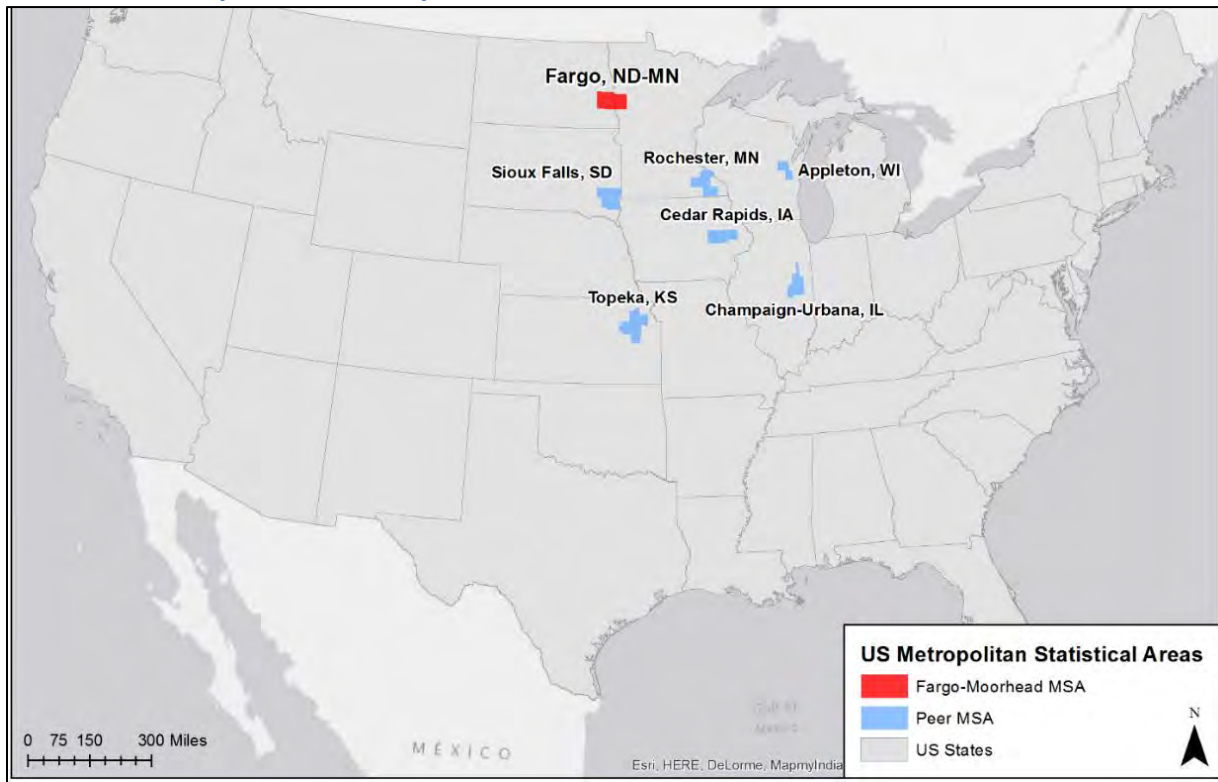 Fargo, ND-MN
Rochester, MN
Sioux Falls, SD
Appleton, WI
Cedar Rapids, IA
Topeka, KS
Champaign-Urbana, IL
US Metropolitan Statistical Areas
Fargo-Moorhead MSA
Peer MSA
US States
N
0 75 150 300 Miles
MÉXICO
Esri, HERE, DeLorme, MapmyIndia